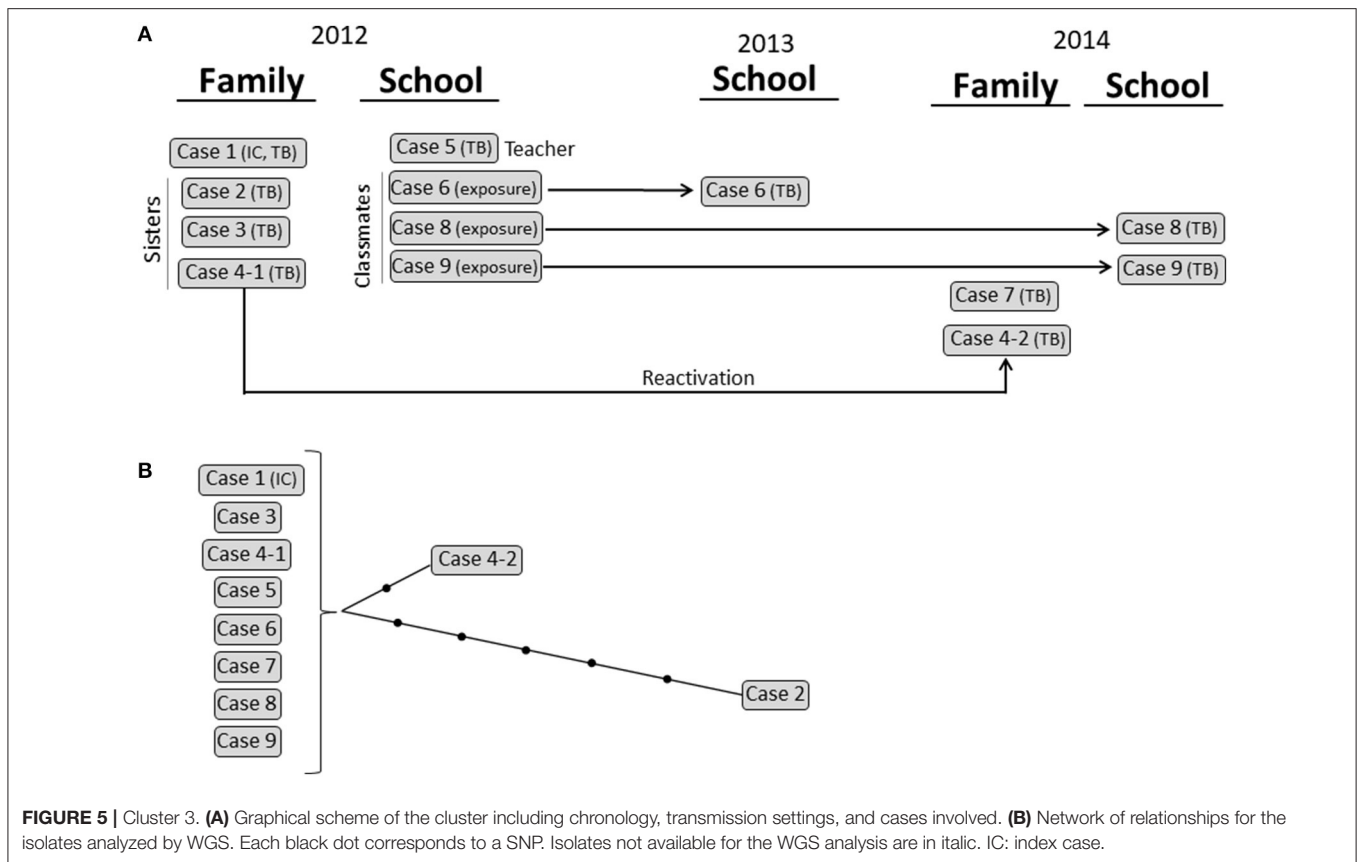 A
2012
2013
2014
Family
School
School
Family
School
Case 1 (IC, TB)
Sisters
Case 2 (TB)
Case 3 (TB)
Case 4-1 (TB)
Case 5 (TB) Teacher
Classmates
Case 6 (exposure)
Case 8 (exposure)
Case 9 (exposure)
Case 6 (TB)
Case 8 (TB)
Case 9 (TB)
Case 7 (TB)
Case 4-2 (TB)
Reactivation
B
Case 1 (IC)
Case 3
Case 4-1
Case 5
Case 6
Case 7
Case 8
Case 9
Case 4-2
Case 2
FIGURE 5 | Cluster 3. (A) Graphical scheme of the cluster including chronology, transmission settings, and cases involved. (B) Network of relationships for the
isolates analyzed by WGS. Each black dot corresponds to a SNP. Isolates not available for the WGS analysis are in italic. IC: index case.